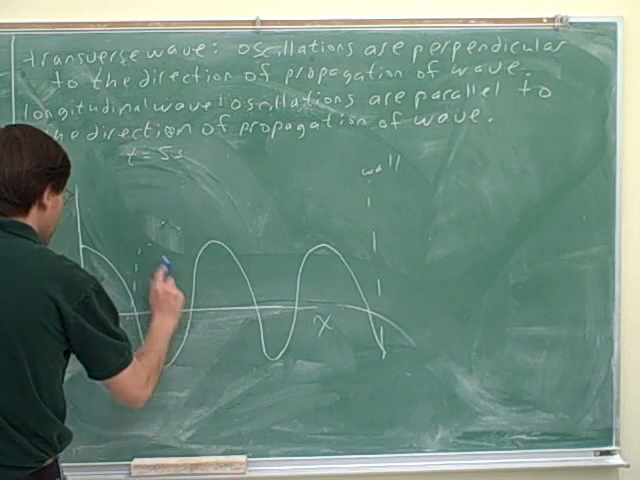 transverse wave: oscillations are perpendicular
to the direction of propagation of wave.
longitudinal wave: oscillations are parallel to
the direction of propagation of wave.
t = 5s
wall
x